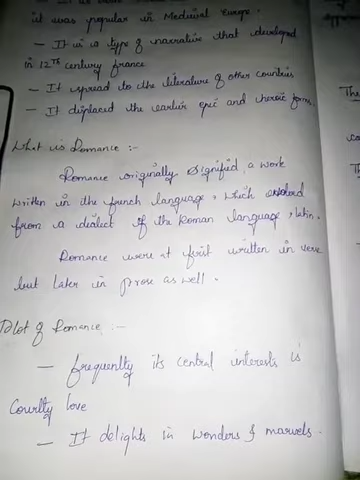 it was popular in Medieval Europe.
- It is a type of narrative that developed
in 12th century france
- It spread to the literature of other countries
- It displaced the earlier epic and heroic forms.
What is Romance :-
Romance originally signified a work
written in the french language, which evolved
from a dialect of the Roman language, latin.
Romance were at first written in verse
but later in prose as well.
Plot of Romance :-
- frequently its central interests is
Courtly love
- It delights in wonders & marvels.